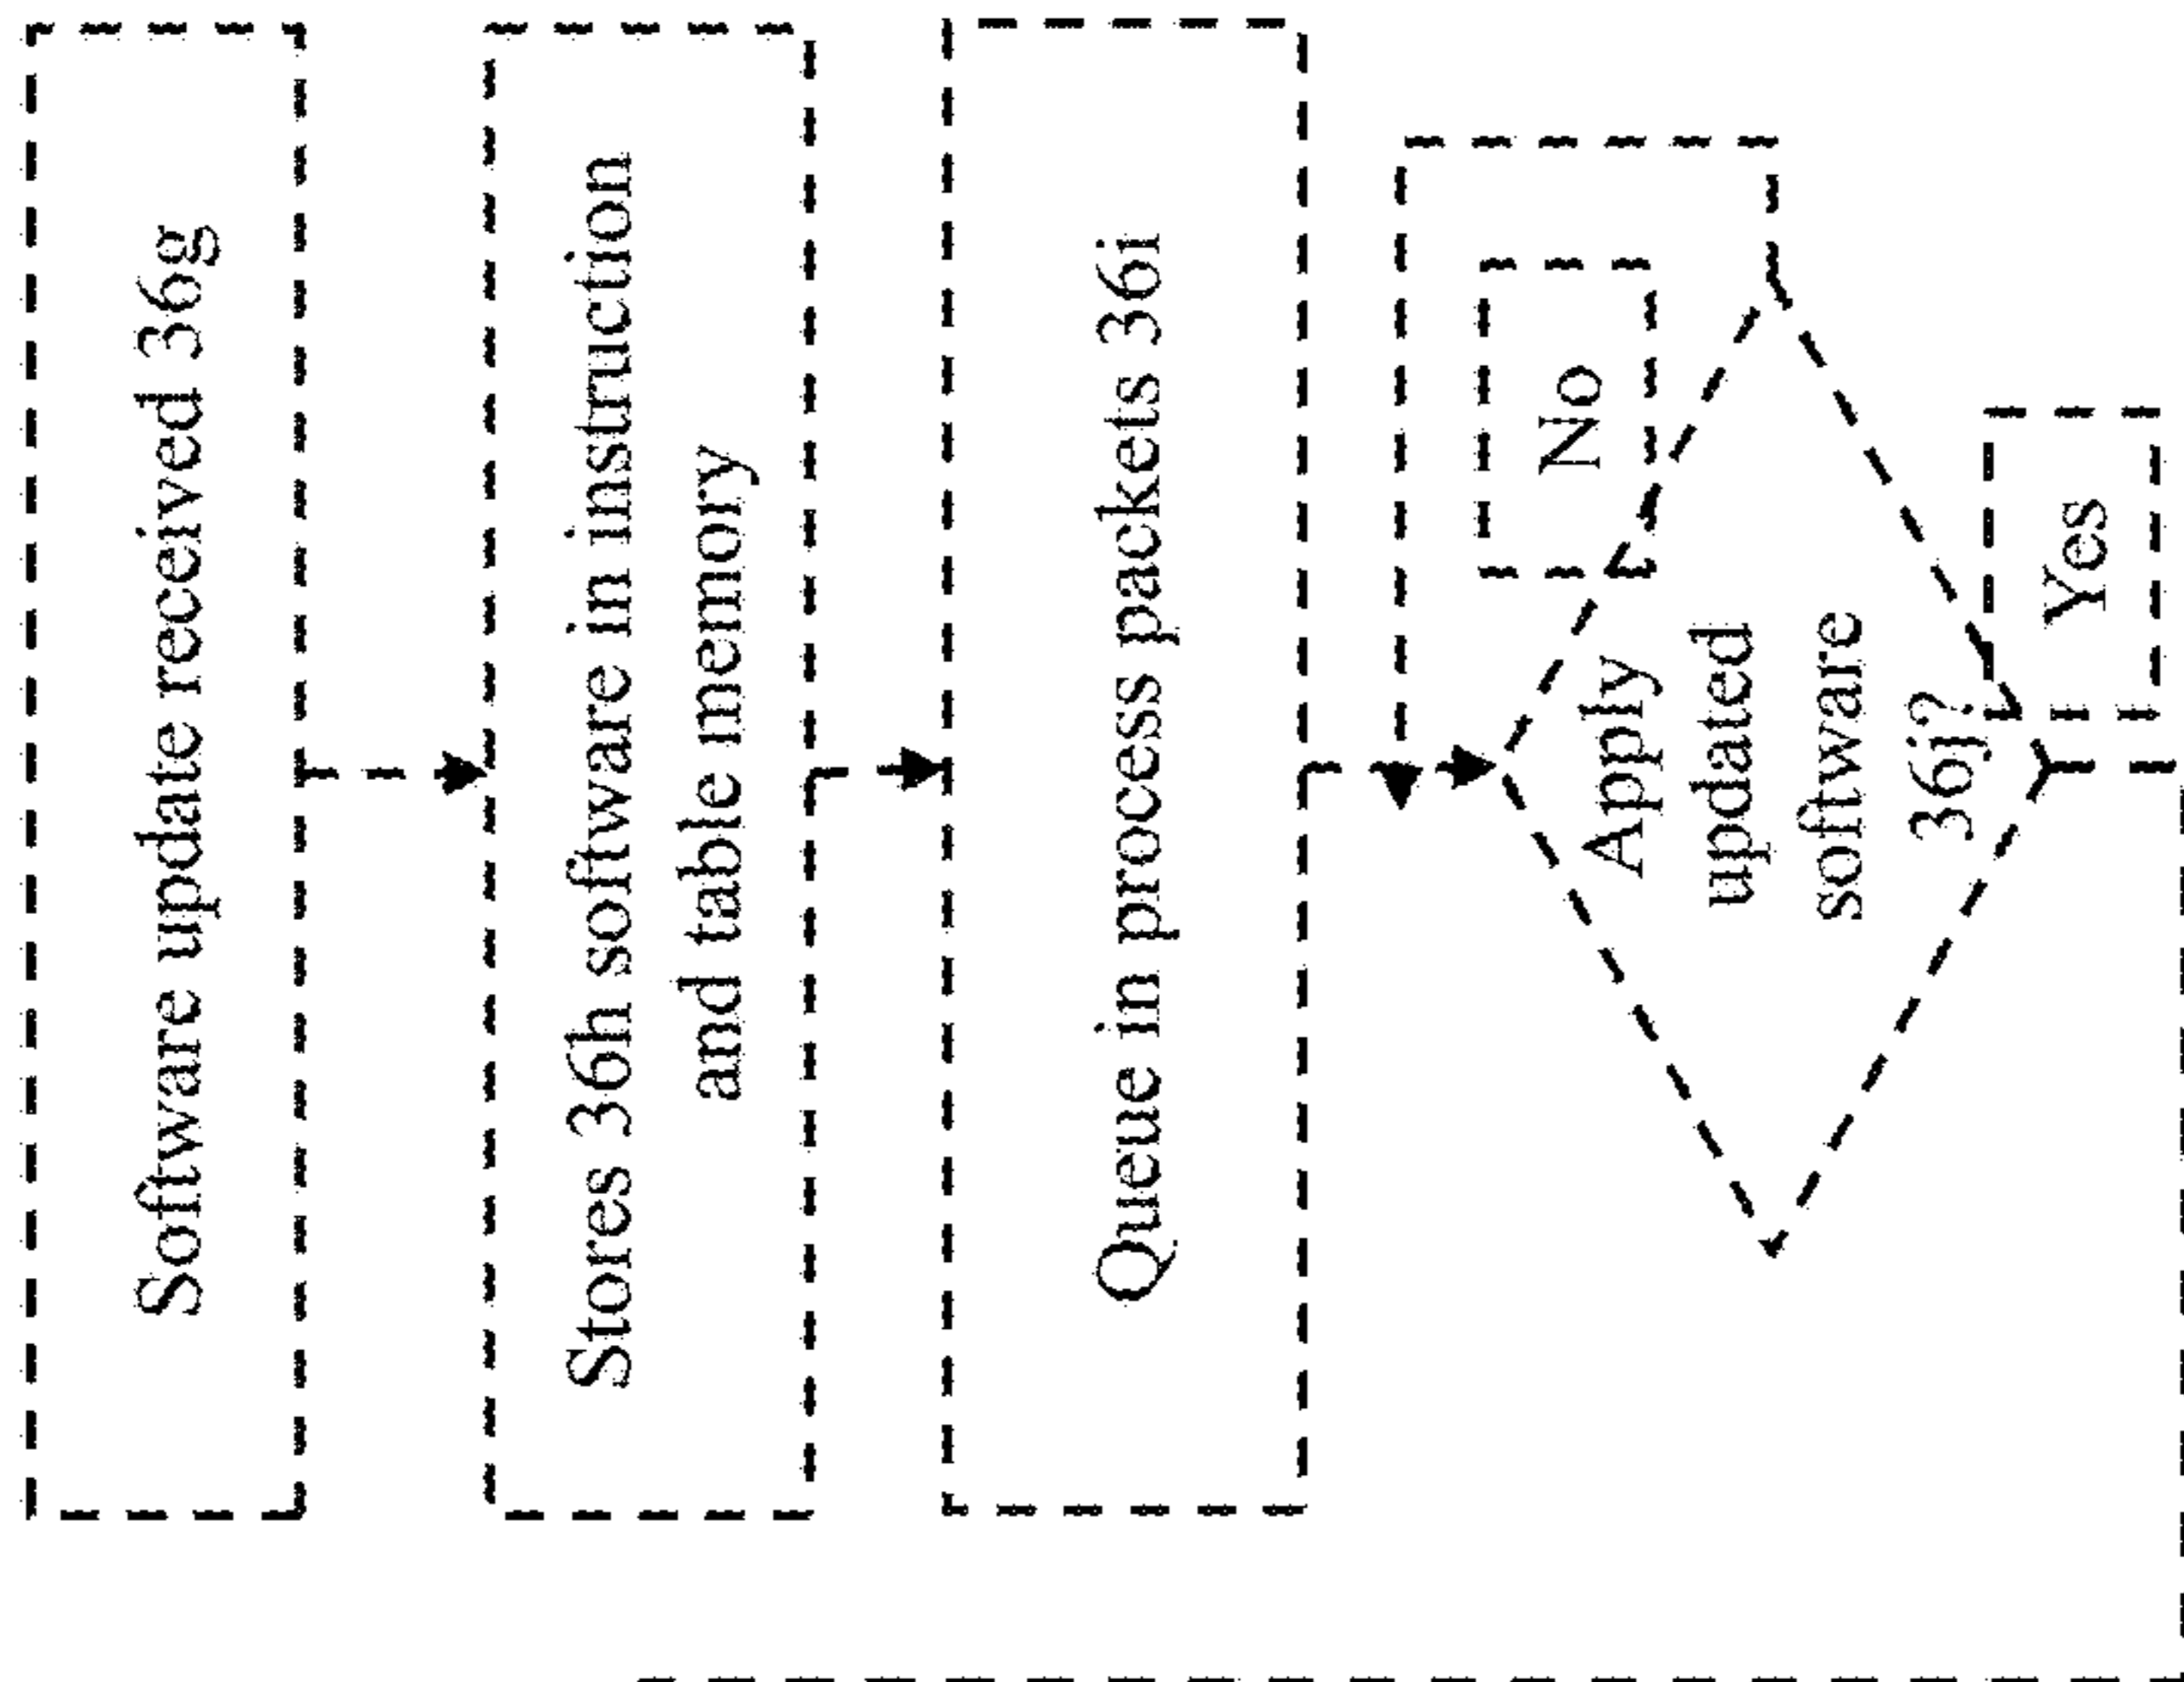 Software update received 36g
Stores 36h software in instruction
and table memory
Queue in process packets 36i
No
Apply
updated
software
36j?
Yes